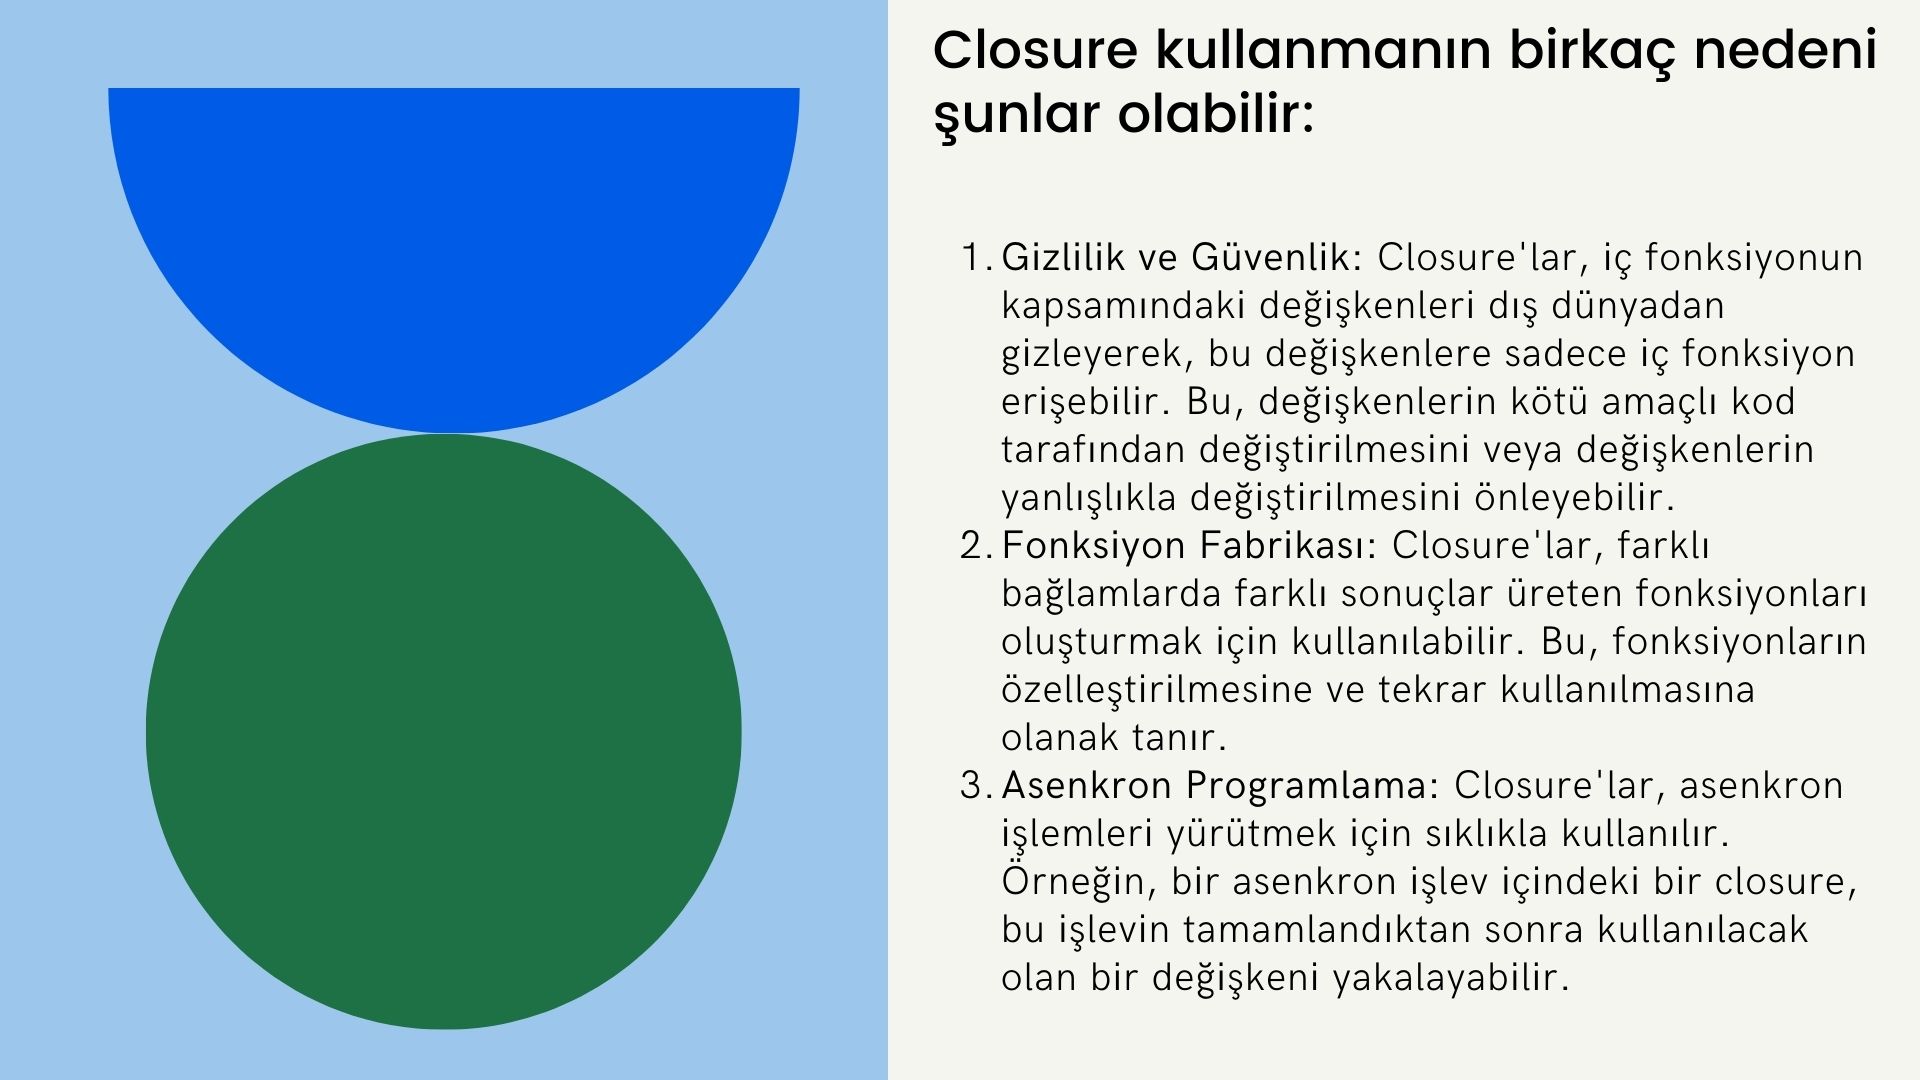 Closure kullanmanın birkaç nedeni
şunlar olabilir:
1. Gizlilik ve Güvenlik: Closure'lar, iç fonksiyonun
kapsamındaki değişkenleri dış dünyadan
gizleyerek, bu değişkenlere sadece iç fonksiyon
erişebilir. Bu, değişkenlerin kötü amaçlı kod
tarafından değiştirilmesini veya değişkenlerin
yanlışlıkla değiştirilmesini önleyebilir.
2. Fonksiyon Fabrikası: Closure'lar, farklı
bağlamlarda farklı sonuçlar üreten fonksiyonları
oluşturmak için kullanılabilir. Bu, fonksiyonların
özelleştirilmesine ve tekrar kullanılmasına
olanak tanır.
3. Asenkron Programlama: Closure'lar, asenkron
işlemleri yürütmek için sıklıkla kullanılır.
Örneğin, bir asenkron işlev içindeki bir closure,
bu işlevin tamamlandıktan sonra kullanılacak
olan bir değişkeni yakalayabilir.